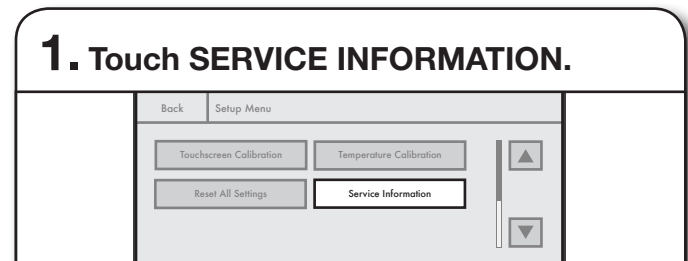 1. Touch SERVICE INFORMATION.
Back Setup Menu
Touchscreen Calibration Temperature Calibration
Reset All Settings Service Information